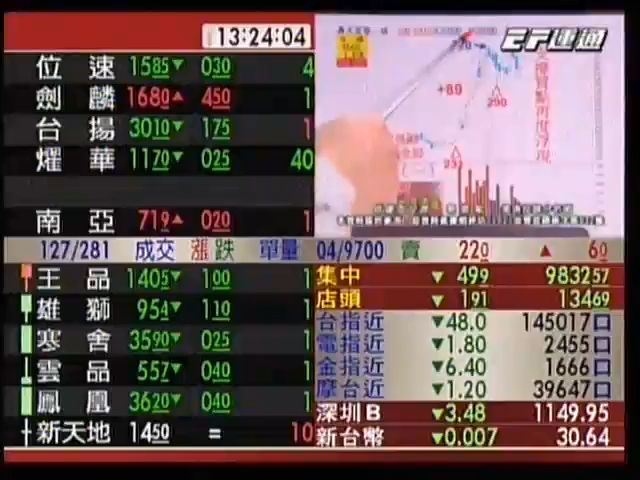 13:24:04
EF建通
位速 1585▼ 030 4
劍麟 1680▲ 450 1
台揚 3010▼ 175 1
燿華 1170▼ 025 40
南亞 719▲ 020 1
+89
290
127/281 成交 漲跌 單量
04/9700 賣 220 ▲ 60
王品 1405▼ 100 1
雄獅 954▼ 110 1
寒舍 3590▼ 025 1
雲品 557▼ 040 1
鳳凰 3620▼ 040 1
新天地 1450 = 10
集中 ▼ 499 983257
店頭 ▼ 191 13469
台指近 ▼48.0 145017口
電指近 ▼1.80 2455口
金指近 ▼6.40 1666口
摩台近 ▼1.20 39647口
深圳B ▼3.48 1149.95
新台幣 ▼0.007 30.64